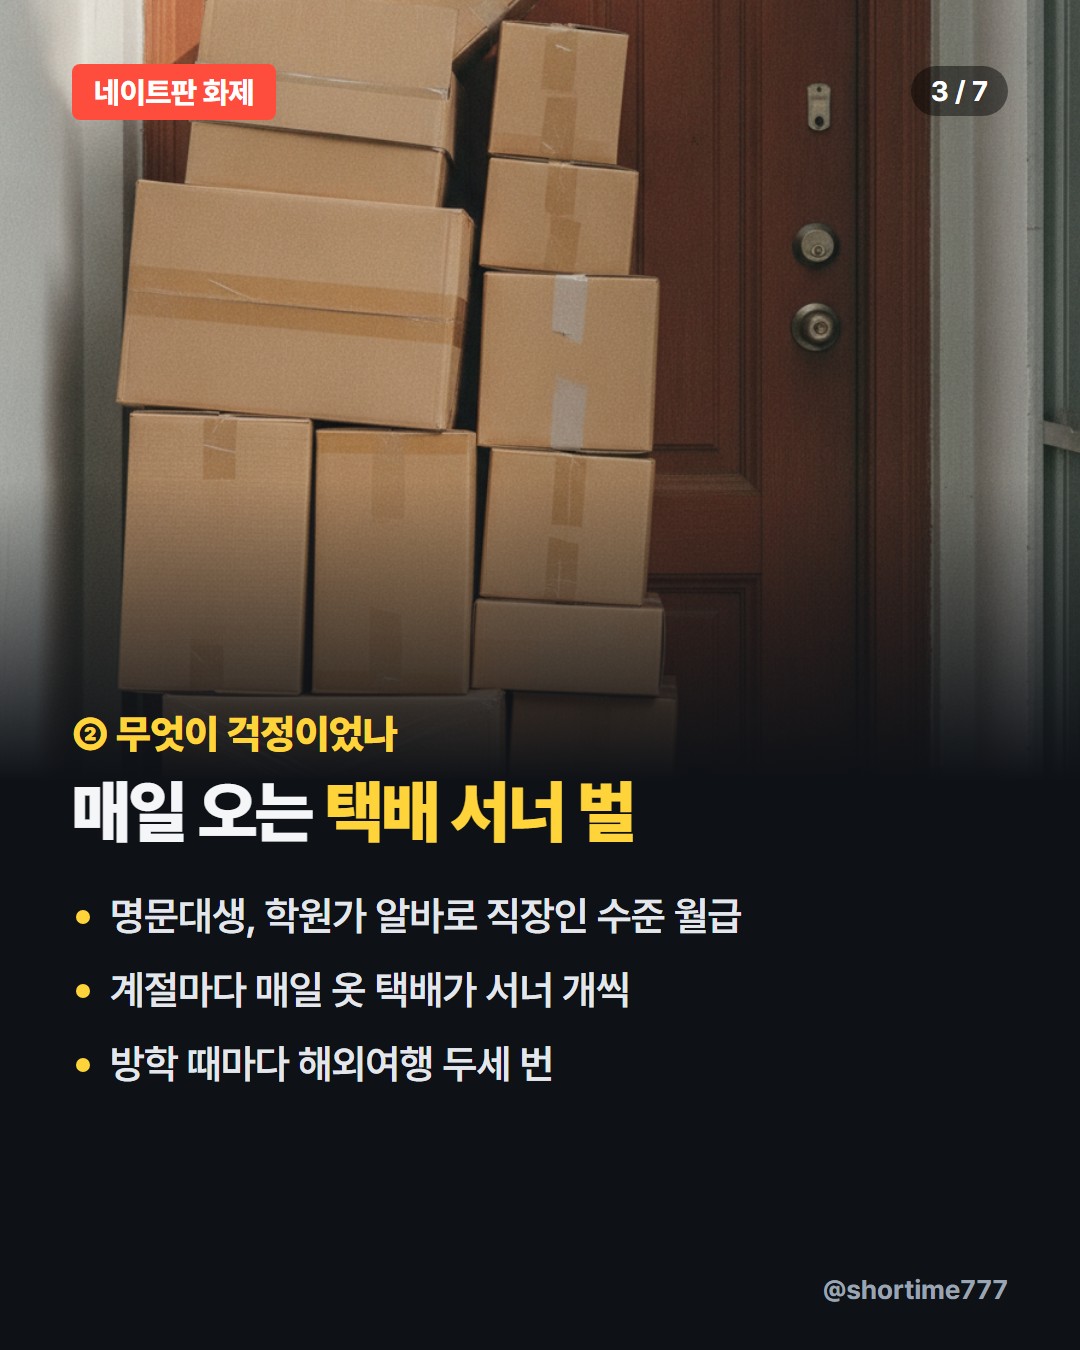 네이트판 화제
3 / 7
② 무엇이 걱정이었나
매일 오는 택배 서너 벌
명문대생, 학원가 알바로 직장인 수준 월급
계절마다 매일 옷 택배가 서너 개씩
방학 때마다 해외여행 두세 번
@shortime777